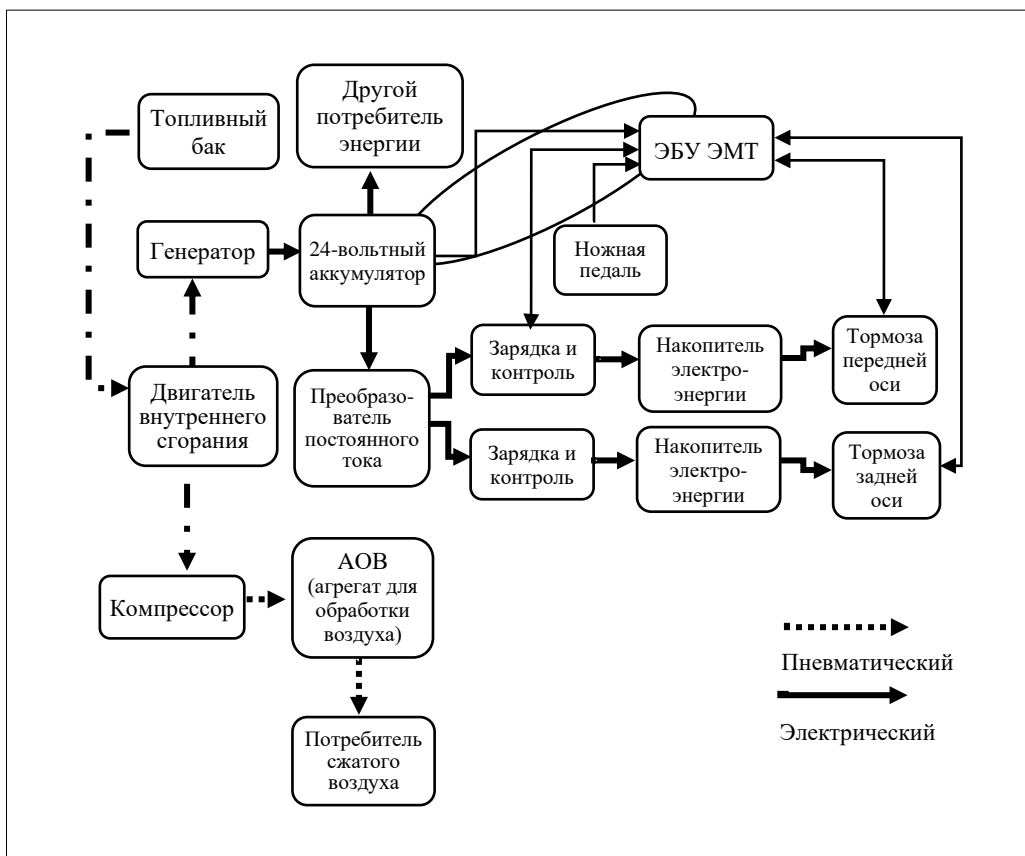 Топливный
бак
Другой
потребитель
энергии
ЭБУ ЭМТ
Генератор
24-вольтный
аккумулятор
Ножная
педаль
Двигатель
внутреннего
сгорания
Преобразо-
ватель
постоянного
тока
Зарядка и
контроль
Накопитель
электро-
энергии
Тормоза
передней
оси
Зарядка и
контроль
Накопитель
электро-
энергии
Тормоза
задней
оси
Компрессор
АОВ
(агрегат для
обработки
воздуха)
Потребитель
сжатого
воздуха
Пневматический
Электрический